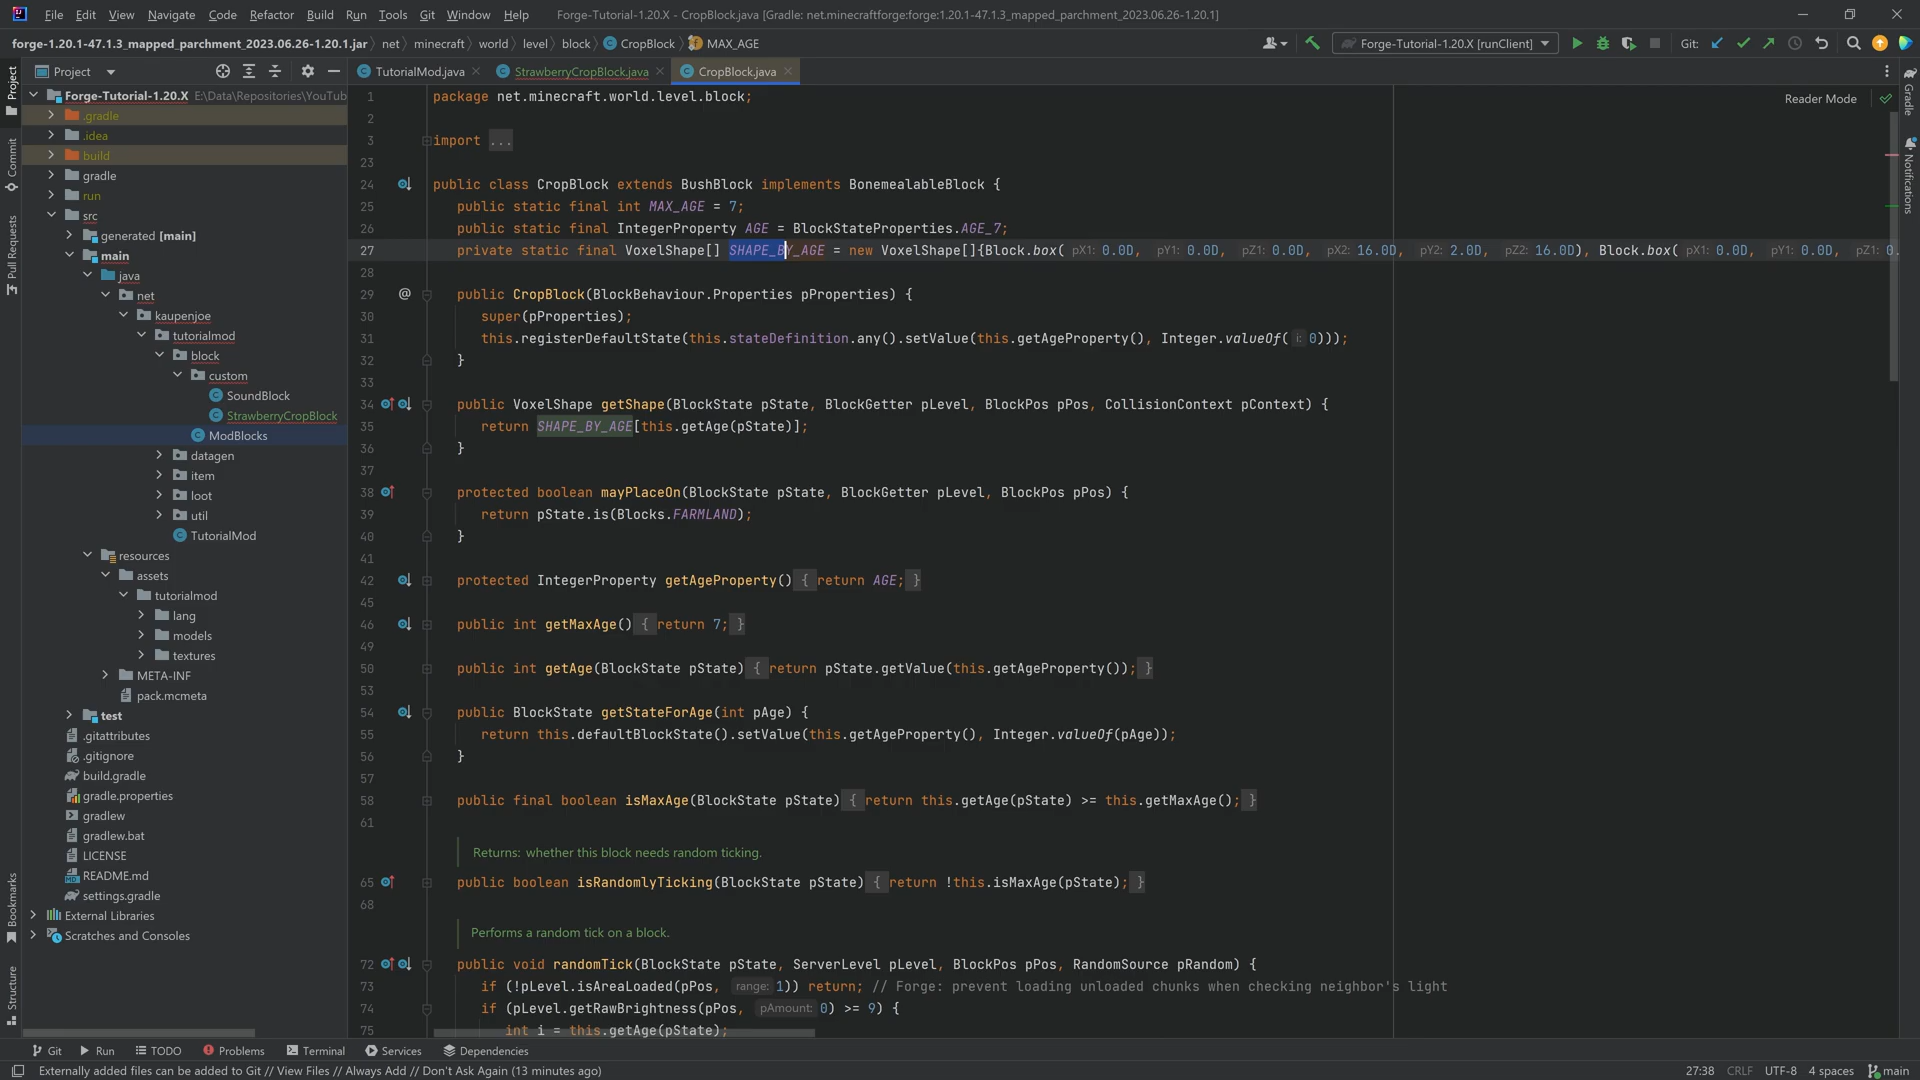 File Edit View Navigate Code Refactor Build Run Tools Git Window Help Forge-Tutorial-1.20.X - CropBlock.java [Gradle: net.minecraftforge:forge:1.20.1-47.1.3_mapped_parchment_2023.06.26-1.20.1]
forge-1.20.1-47.1.3_mapped_parchment_2023.06.26-1.20.1.jar net minecraft world level block CropBlock MAX_AGE Forge-Tutorial-1.20.X [runClient] Git:
Project TutorialMod.java StrawberryCropBlock.java CropBlock.java
Project
Commit
Pull Requests
Bookmarks
Structure
Gradle
Notifications
Reader Mode
Forge-Tutorial-1.20.X E:\Data\Repositories\YouTub
.gradle
.idea
build
gradle
run
src
generated [main]
main
java
net
kaupenjoe
tutorialmod
block
custom
SoundBlock
StrawberryCropBlock
ModBlocks
datagen
item
loot
util
TutorialMod
resources
assets
tutorialmod
lang
models
textures
META-INF
pack.mcmeta
test
.gitattributes
.gitignore
build.gradle
gradle.properties
gradlew
gradlew.bat
LICENSE
README.md
settings.gradle
External Libraries
Scratches and Consoles
1 package net.minecraft.world.level.block;
2
3 import ...
23
24 public class CropBlock extends BushBlock implements BonemealableBlock {
25 public static final int MAX_AGE = 7;
26 public static final IntegerProperty AGE = BlockStateProperties.AGE_7;
27 private static final VoxelShape[] SHAPE_BY_AGE = new VoxelShape[]{Block.box( pX1: 0.0D, pY1: 0.0D, pZ1: 0.0D, pX2: 16.0D, pY2: 2.0D, pZ2: 16.0D), Block.box( pX1: 0.0D, pY1: 0.0D, pZ1: 0.
28
29 @ public CropBlock(BlockBehaviour.Properties pProperties) {
30 super(pProperties);
31 this.registerDefaultState(this.stateDefinition.any().setValue(this.getAgeProperty(), Integer.valueOf( i: 0)));
32 }
33
34 public VoxelShape getShape(BlockState pState, BlockGetter pLevel, BlockPos pPos, CollisionContext pContext) {
35 return SHAPE_BY_AGE[this.getAge(pState)];
36 }
37
38 protected boolean mayPlaceOn(BlockState pState, BlockGetter pLevel, BlockPos pPos) {
39 return pState.is(Blocks.FARMLAND);
40 }
41
42 protected IntegerProperty getAgeProperty() { return AGE; }
45
46 public int getMaxAge() { return 7; }
49
50 public int getAge(BlockState pState) { return pState.getValue(this.getAgeProperty()); }
53
54 public BlockState getStateForAge(int pAge) {
55 return this.defaultBlockState().setValue(this.getAgeProperty(), Integer.valueOf(pAge));
56 }
57
58 public final boolean isMaxAge(BlockState pState) { return this.getAge(pState) >= this.getMaxAge(); }
61
Returns: whether this block needs random ticking.
65 public boolean isRandomlyTicking(BlockState pState) { return !this.isMaxAge(pState); }
68
Performs a random tick on a block.
72 public void randomTick(BlockState pState, ServerLevel pLevel, BlockPos pPos, RandomSource pRandom) {
73 if (!pLevel.isAreaLoaded(pPos, range: 1)) return; // Forge: prevent loading unloaded chunks when checking neighbor's light
74 if (pLevel.getRawBrightness(pPos, pAmount: 0) >= 9) {
75 int i = this.getAge(pState);
Git Run TODO Problems Terminal Services Dependencies
Externally added files can be added to Git // View Files // Always Add // Don't Ask Again (13 minutes ago) 27:38 CRLF UTF-8 4 spaces main